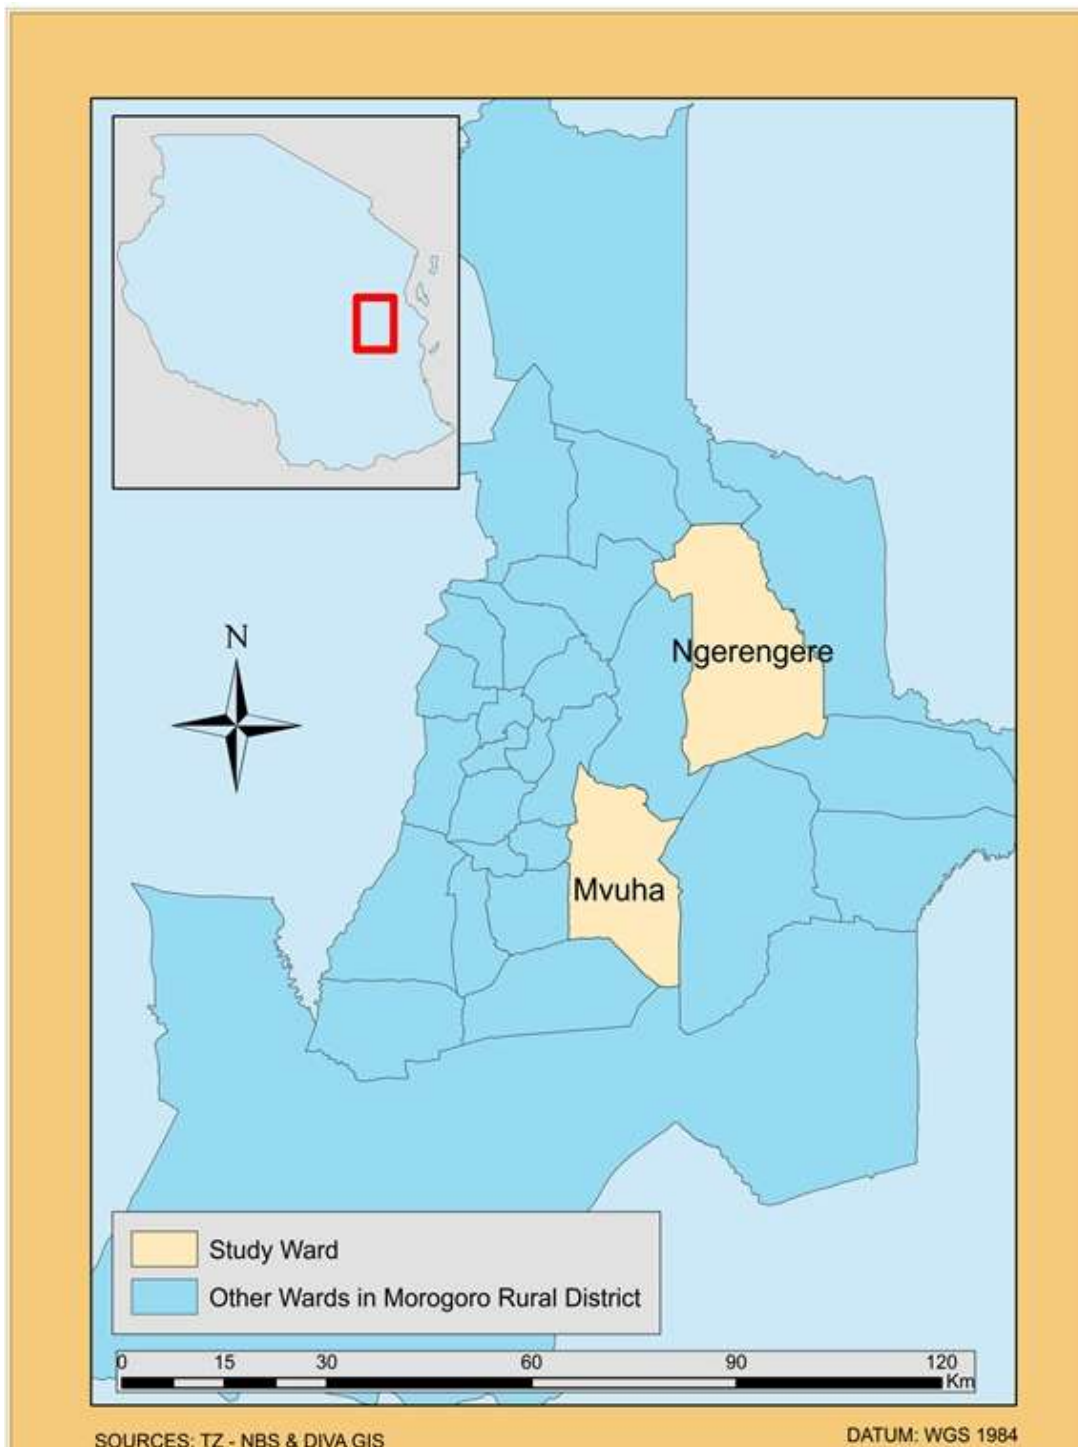 N
Ngerengere
Mvuha
Study Ward
Other Wards in Morogoro Rural District
0 15 30 60 90 120
Km
SOURCES: TZ - NBS & DIVA GIS
DATUM: WGS 1984